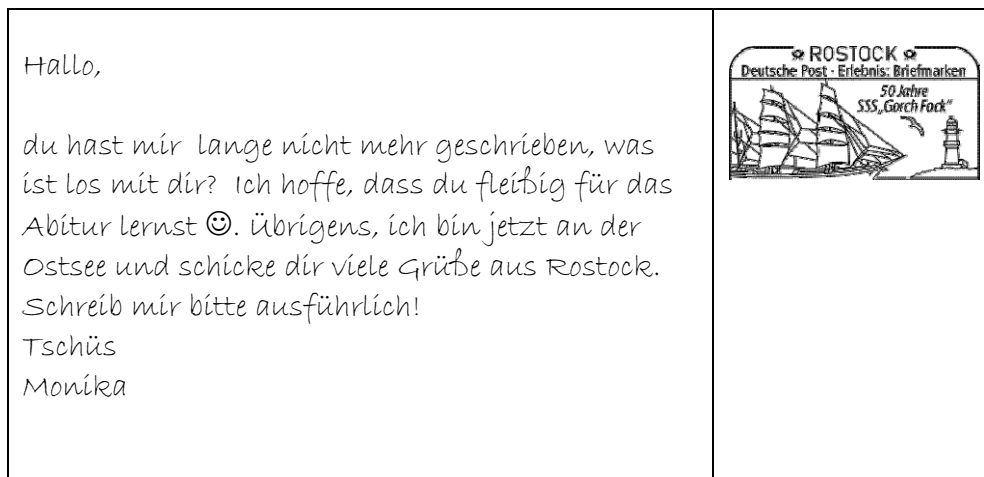 Hallo,
du hast mir lange nicht mehr geschrieben, was
ist los mit dir? Ich hoffe, dass du fleißig für das
Abitur lernst ☺. Übrigens, ich bin jetzt an der
Ostsee und schicke dir viele Grüße aus Rostock.
Schreib mir bitte ausführlich!
Tschüs
Monika
ROSTOCK
Deutsche Post · Erlebnis: Briefmarken
50 Jahre
SSS „Gorch Fock"